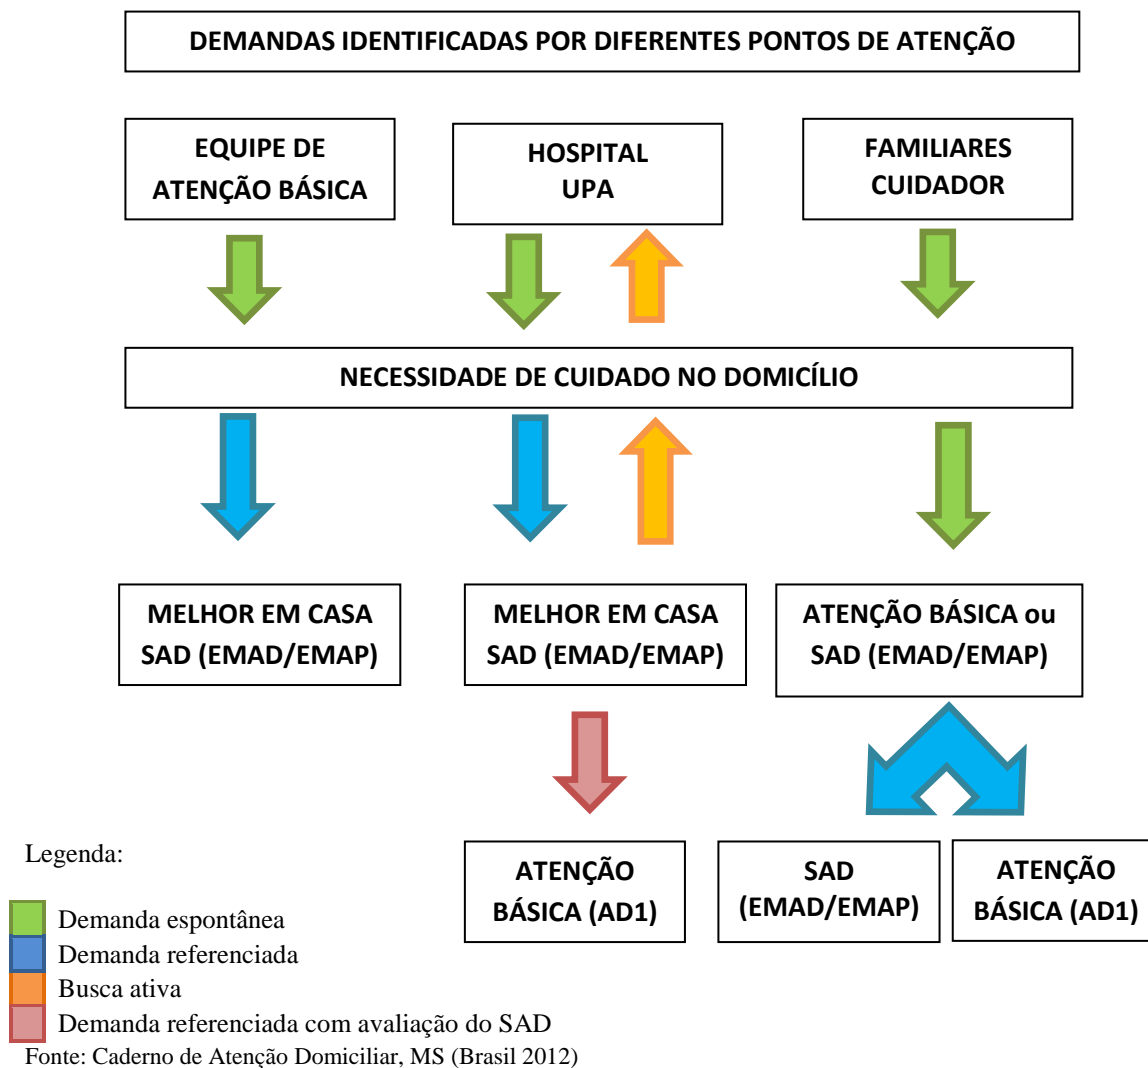 DEMANDAS IDENTIFICADAS POR DIFERENTES PONTOS DE ATENÇÃO
EQUIPE DE
ATENÇÃO BÁSICA
HOSPITAL
UPA
FAMILIARES
CUIDADOR
NECESSIDADE DE CUIDADO NO DOMICÍLIO
MELHOR EM CASA
SAD (EMAD/EMAP)
MELHOR EM CASA
SAD (EMAD/EMAP)
ATENÇÃO BÁSICA ou
SAD (EMAD/EMAP)
ATENÇÃO
BÁSICA (AD1)
SAD
(EMAD/EMAP)
ATENÇÃO
BÁSICA (AD1)
Legenda:
Demanda espontânea
Demanda referenciada
Busca ativa
Demanda referenciada com avaliação do SAD
Fonte: Caderno de Atenção Domiciliar, MS (Brasil 2012)